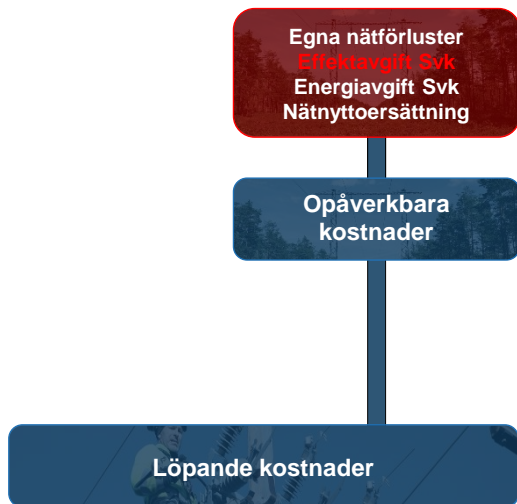 Egna nätförluster
Effektavgift Svk
Energiavgift Svk
Nätnyttoersättning
Opåverkbara
kostnader
Löpande kostnader